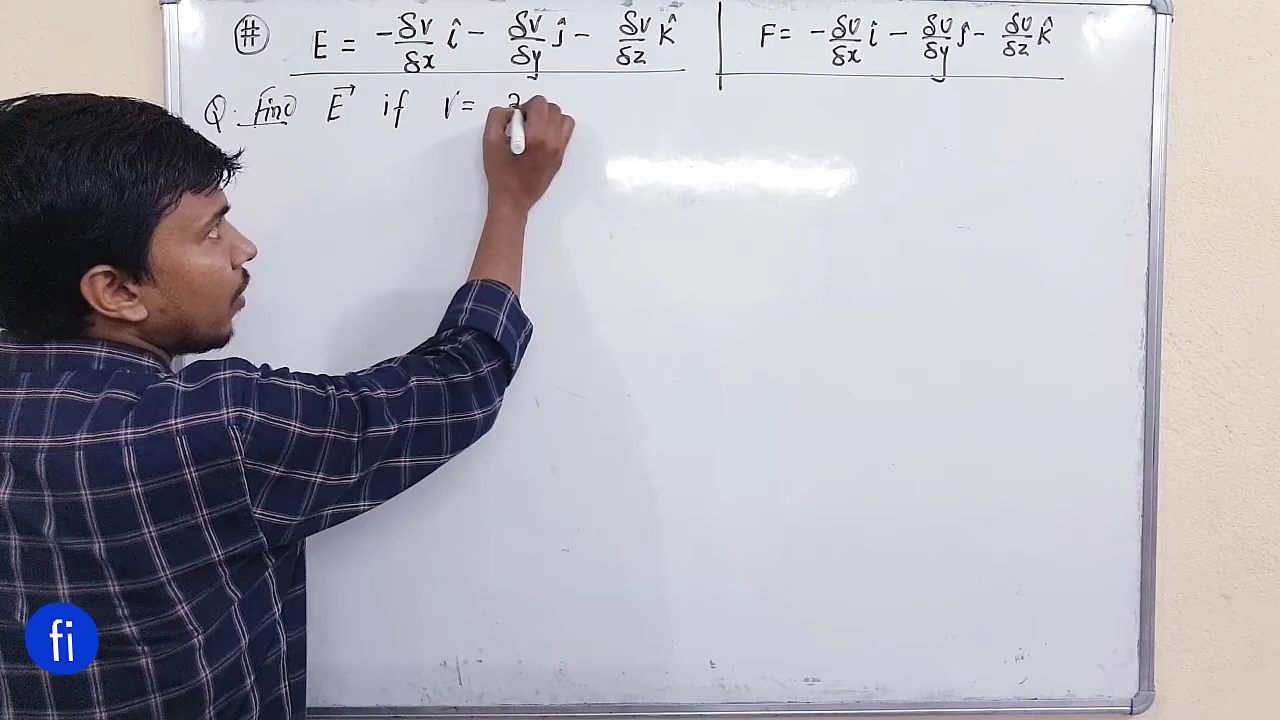 # E = -δV/δx î - δV/δy ĵ - δV/δz K̂ | F = -δU/δx î - δU/δy ĵ - δU/δz K̂
Q. Find E⃗ if V =
fi